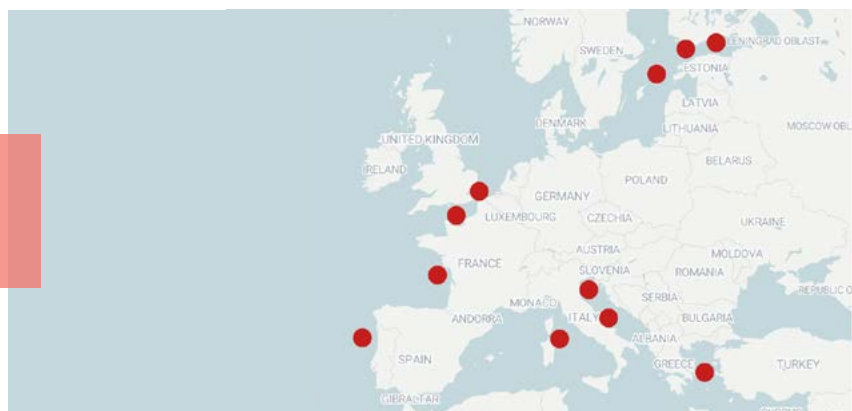 NORWAY
SWEDEN
LENINGRAD OBLAST
ESTONIA
LATVIA
DENMARK
LITHUANIA
MOSCOW OBL
UNITED KINGDOM
BELARUS
IRELAND
POLAND
GERMANY
LUXEMBOURG
CZECHIA
UKRAINE
AUSTRIA
MOLDOVA
FRANCE
SLOVENIA
ROMANIA
REPUBLIC O
SERBIA
MONACO
ANDORRA
ITALY
BULGARIA
ALBANIA
SPAIN
GREECE
TURKEY
GIBRALTAR